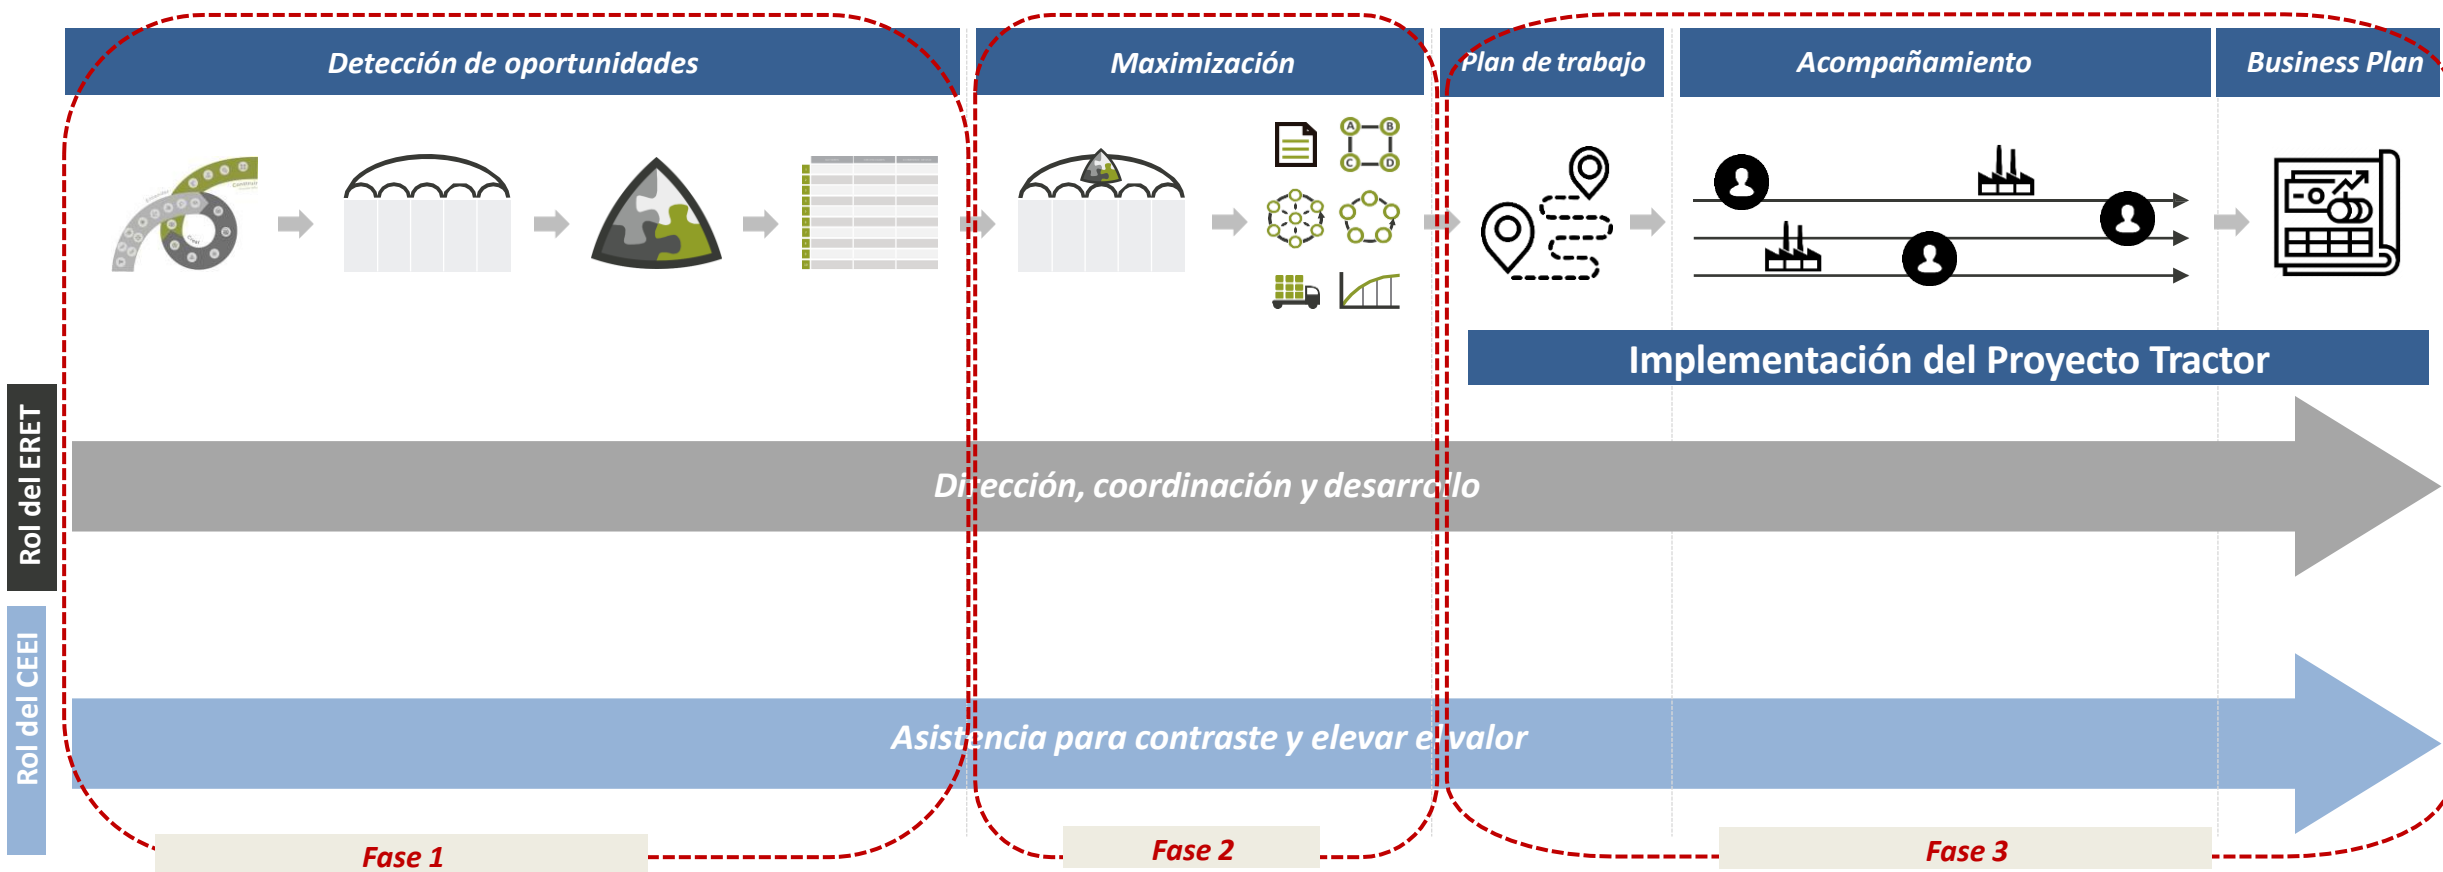 Detección de oportunidades
Maximización
Plan de trabajo
Acompañamiento
Business Plan
A
B
C
D
Implementación del Proyecto Tractor
Rol del ERET
Dirección, coordinación y desarrollo
Rol del CEEI
Asistencia para contraste y elevar el valor
Fase 1
Fase 2
Fase 3